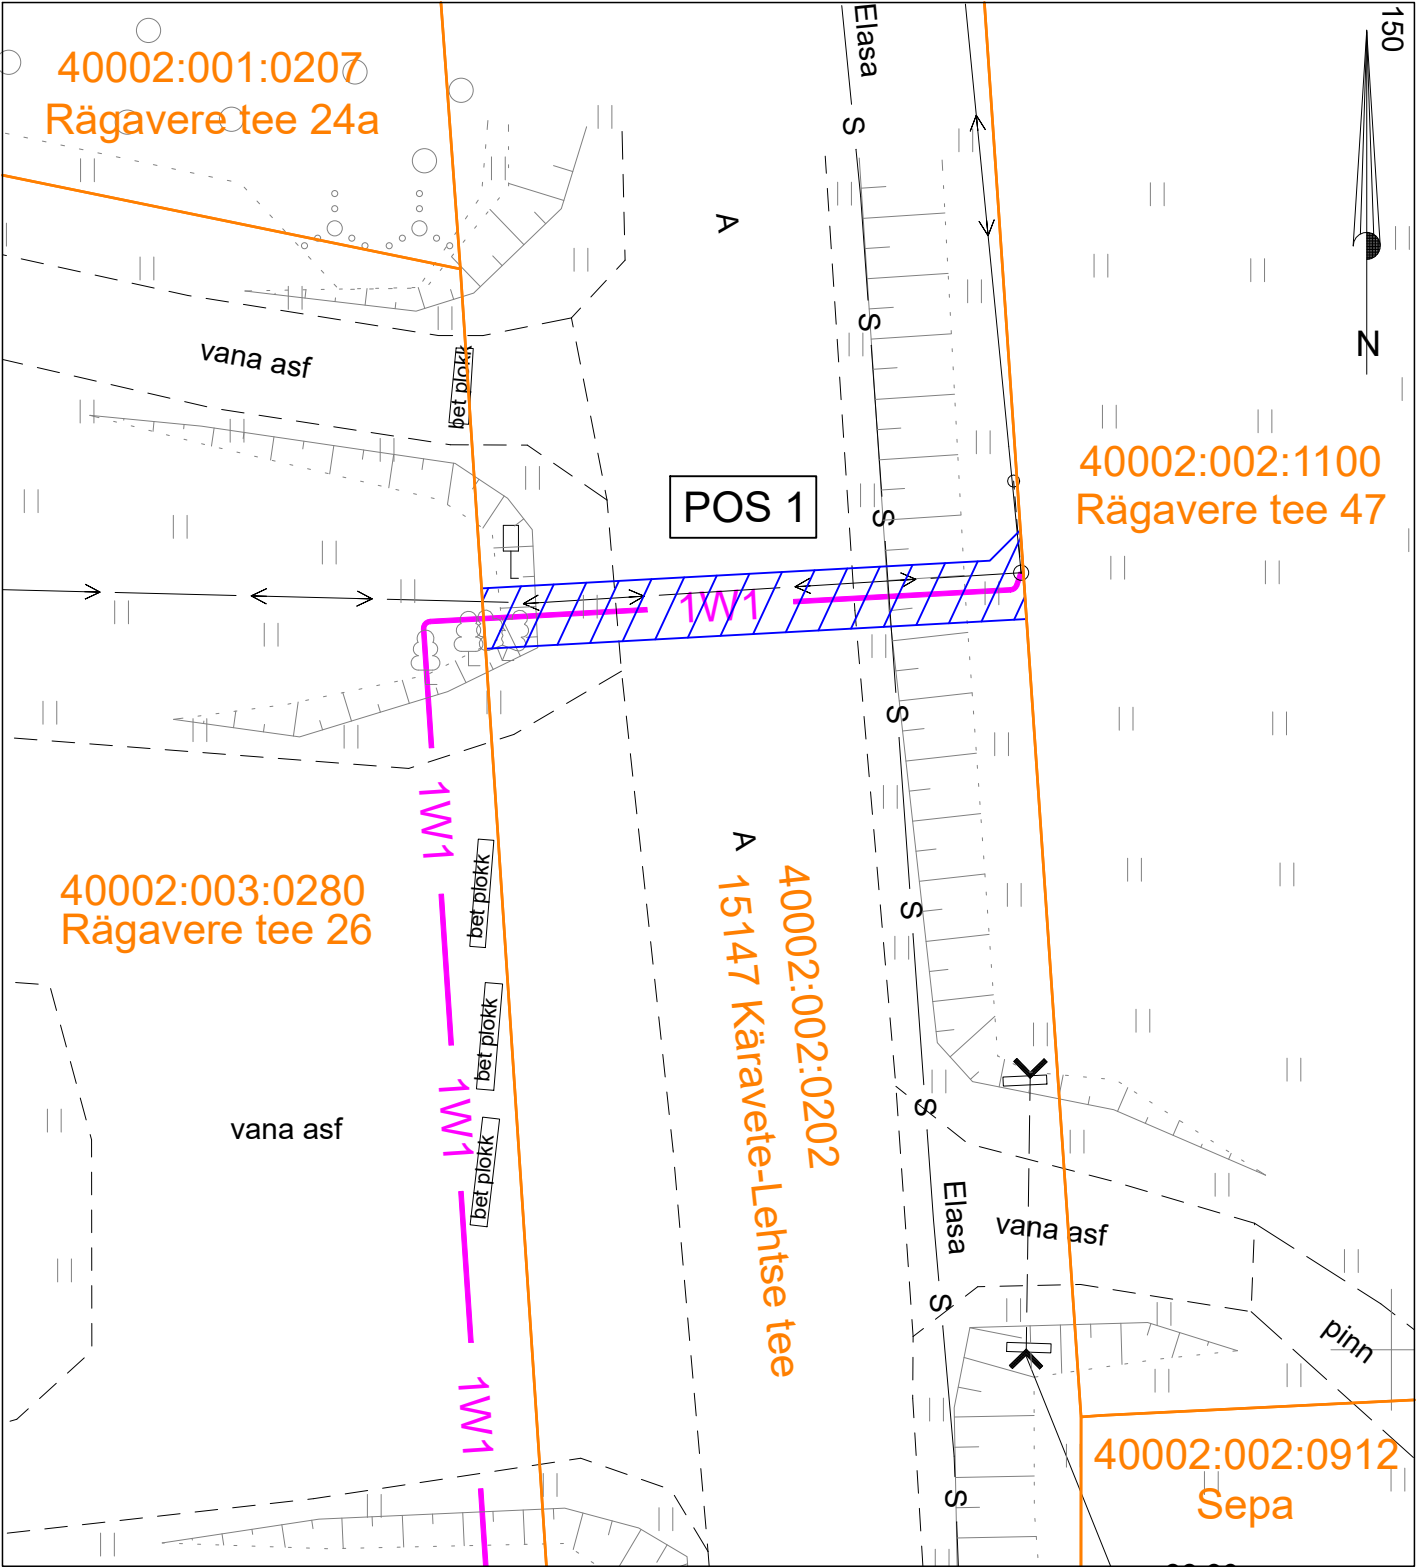 Elasa
150
40002:001:0207
Rägavere tee 24a
S
A
S
N
vana asf
bet plokk
40002:002:1100
Rägavere tee 47
POS 1
S
1W1
S
1W1
A
bet plokk
40002:003:0280
Rägavere tee 26
S
40002:002:0202
15147 Käravete-Lehtse tee
bet plokk
1W1
S
vana asf
bet plokk
Elasa
vana asf
S
pinn
1W1
40002:002:0912
Sepa
S